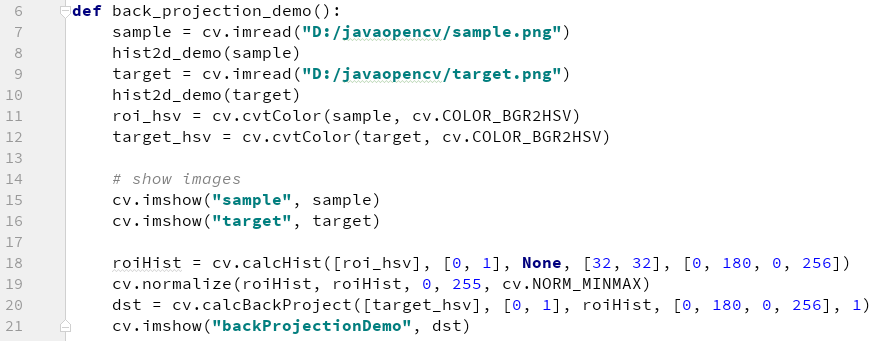 6 def back_projection_demo():
7     sample = cv.imread("D:/javaopencv/sample.png")
8     hist2d_demo(sample)
9     target = cv.imread("D:/javaopencv/target.png")
10     hist2d_demo(target)
11     roi_hsv = cv.cvtColor(sample, cv.COLOR_BGR2HSV)
12     target_hsv = cv.cvtColor(target, cv.COLOR_BGR2HSV)
13
14     # show images
15     cv.imshow("sample", sample)
16     cv.imshow("target", target)
17
18     roiHist = cv.calcHist([roi_hsv], [0, 1], None, [32, 32], [0, 180, 0, 256])
19     cv.normalize(roiHist, roiHist, 0, 255, cv.NORM_MINMAX)
20     dst = cv.calcBackProject([target_hsv], [0, 1], roiHist, [0, 180, 0, 256], 1)
21     cv.imshow("backProjectionDemo", dst)